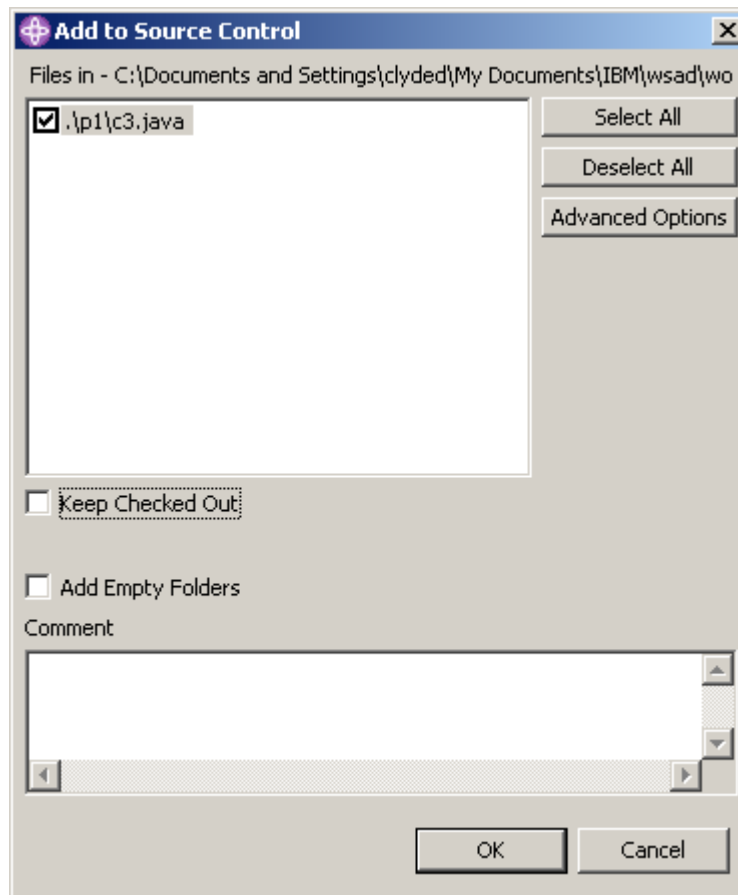 Add to Source Control
Files in - C:\Documents and Settings\clyded\My Documents\IBM\wsad\wo
.\p1\c3.java
Select All
Deselect All
Advanced Options
Keep Checked Out
Add Empty Folders
Comment
OK
Cancel